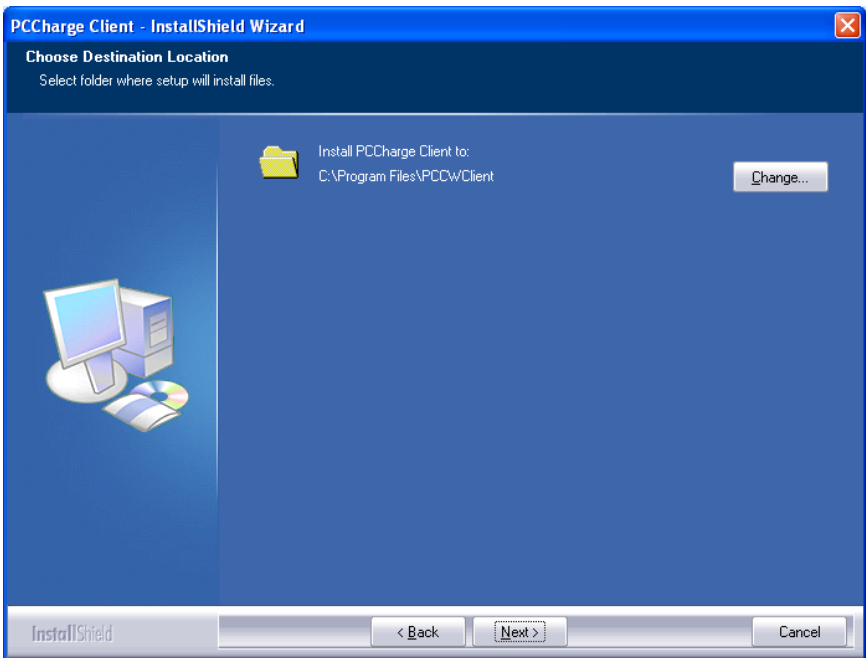 PCCharge Client - InstallShield Wizard
Choose Destination Location
Select folder where setup will install files.
Install PCCharge Client to:
C:\Program Files\PCCWClient
Change...
InstallShield
< Back
Next >
Cancel